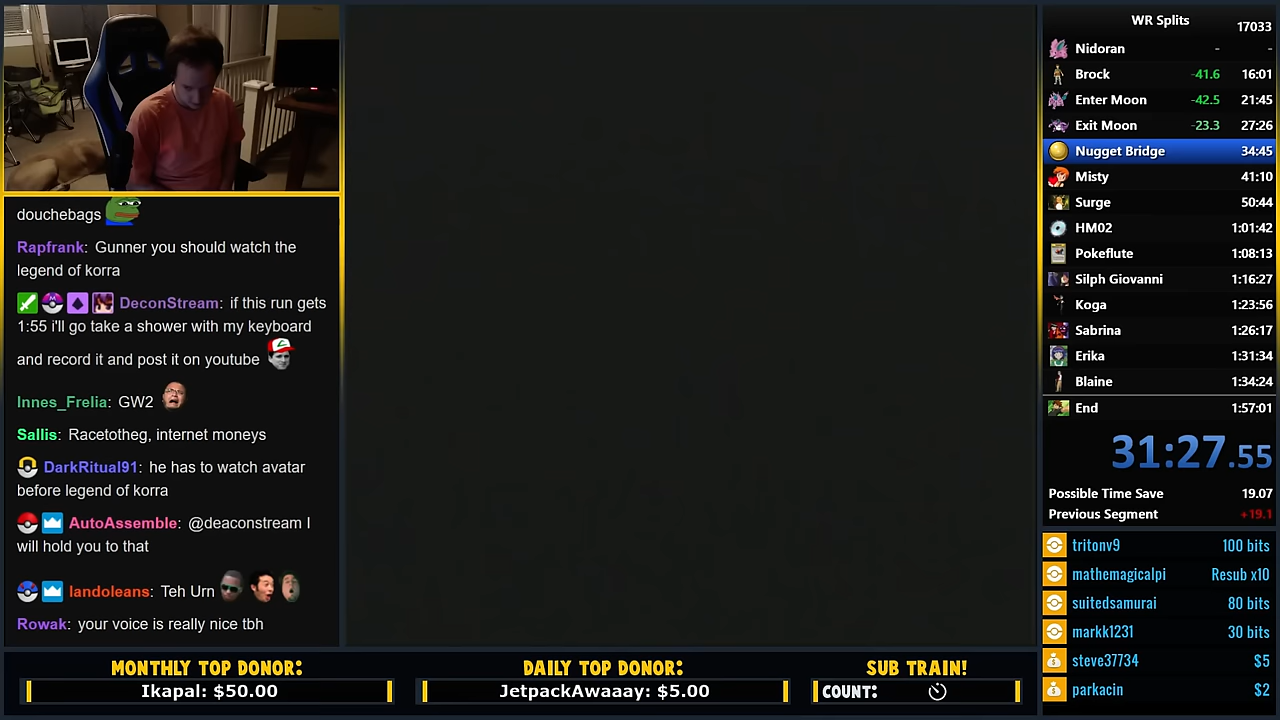 douchebags
Rapfrank: Gunner you should watch the
legend of korra
DeconStream: if this run gets
1:55 i'll go take a shower with my keyboard
and record it and post it on youtube
Innes_Frelia: GW2
Sallis: Racetotheg, internet moneys
DarkRitual91: he has to watch avatar
before legend of korra
AutoAssemble: @deaconstream I
will hold you to that
landoleans: Teh Urn
Rowak: your voice is really nice tbh
WR Splits 17033
Nidoran - -
Brock -41.6 16:01
Enter Moon -42.5 21:45
Exit Moon -23.3 27:26
Nugget Bridge 34:45
Misty 41:10
Surge 50:44
HM02 1:01:42
Pokeflute 1:08:13
Silph Giovanni 1:16:27
Koga 1:23:56
Sabrina 1:26:17
Erika 1:31:34
Blaine 1:34:24
End 1:57:01
31:27.55
Possible Time Save 19.07
Previous Segment +19.1
tritonv9 100 bits
mathemagicalpi Resub x10
suitedsamurai 80 bits
markk1231 30 bits
steve37734 $5
parkacin $2
MONTHLY TOP DONOR:
Ikapal: $50.00
DAILY TOP DONOR:
JetpackAwaaay: $5.00
SUB TRAIN!
COUNT: